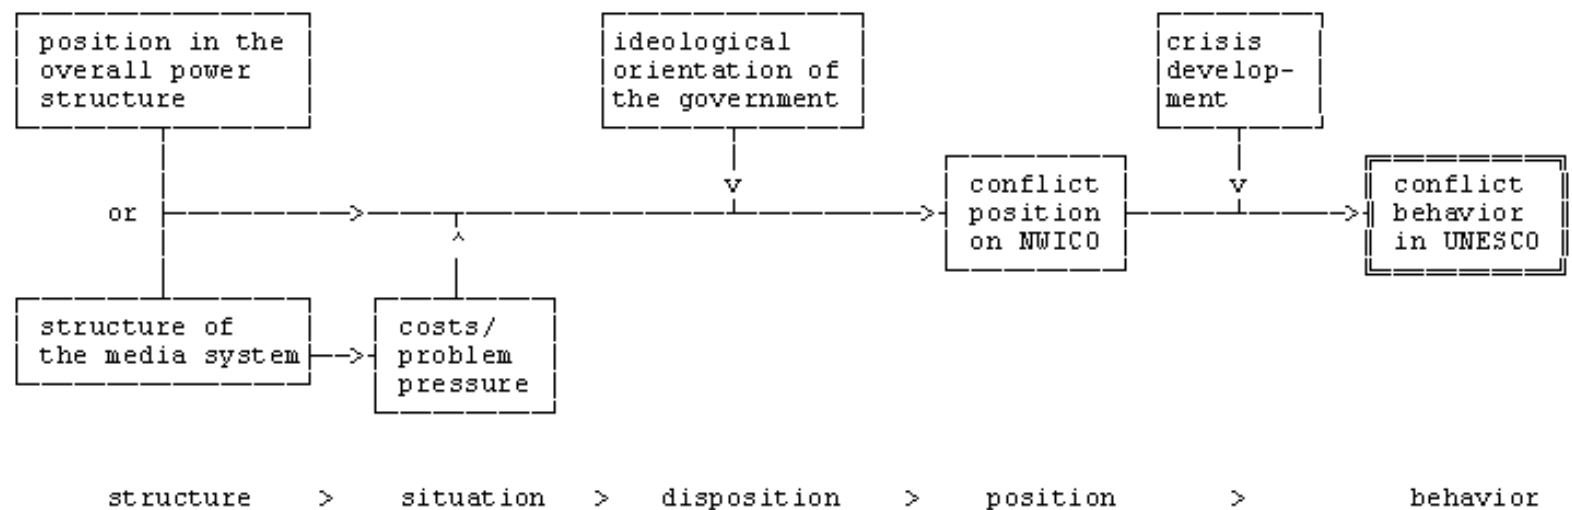 position in the
overall power
structure
ideological
orientation of
the government
crisis
develop-
ment
or
conflict
position
on NWICO
conflict
behavior
in UNESCO
structure of
the media system
costs/
problem
pressure
structure > situation > disposition > position > behavior